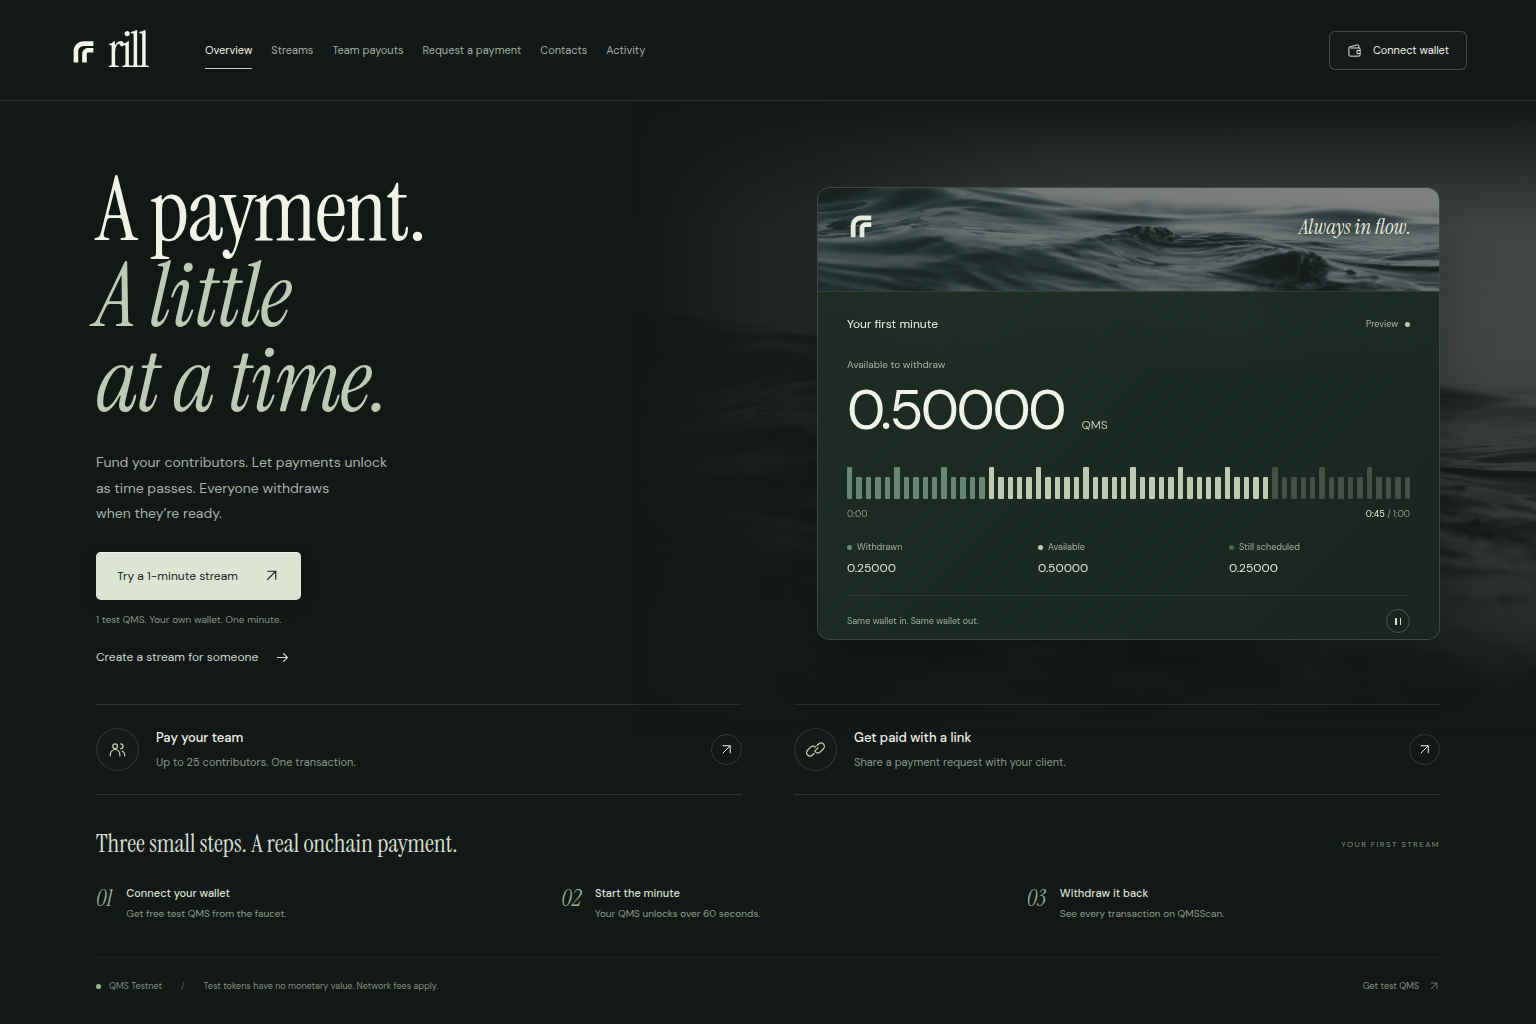 rill
Overview
Streams
Team payouts
Request a payment
Contacts
Activity
Connect wallet
A payment.
A little
at a time.
Fund your contributors. Let payments unlock
as time passes. Everyone withdraws
when they’re ready.
Try a 1-minute stream
1 test QMS. Your own wallet. One minute.
Create a stream for someone
Always in flow.
Your first minute
Preview
Available to withdraw
0.50000 QMS
0:00
0:45 / 1:00
Withdrawn
Available
Still scheduled
0.25000
0.50000
0.25000
Same wallet in. Same wallet out.
Pay your team
Up to 25 contributors. One transaction.
Get paid with a link
Share a payment request with your client.
Three small steps. A real onchain payment.
YOUR FIRST STREAM
01
Connect your wallet
Get free test QMS from the faucet.
02
Start the minute
Your QMS unlocks over 60 seconds.
03
Withdraw it back
See every transaction on QMSScan.
QMS Testnet / Test tokens have no monetary value. Network fees apply.
Get test QMS